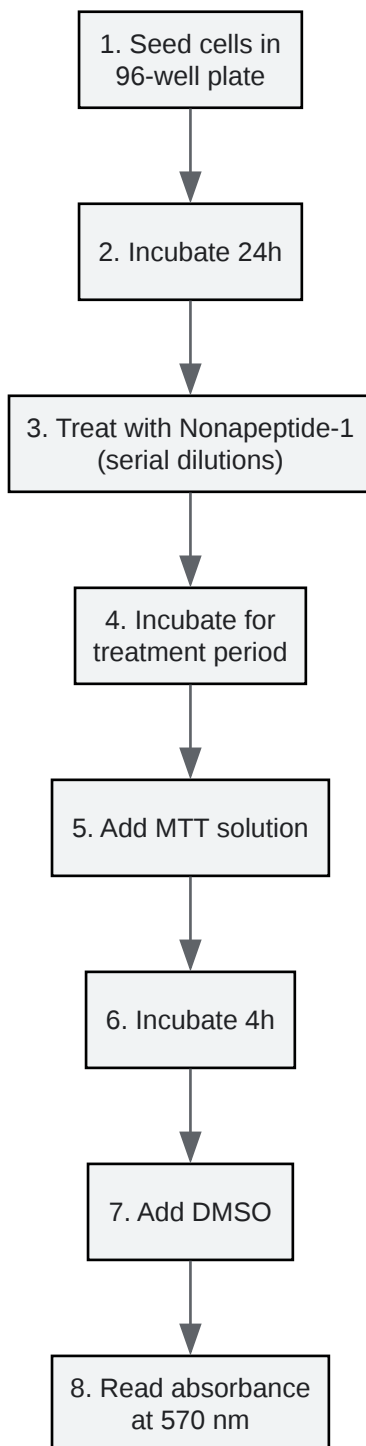 1. Seed cells in
96-well plate
2. Incubate 24h
3. Treat with Nonapeptide-1
(serial dilutions)
4. Incubate for
treatment period
5. Add MTT solution
6. Incubate 4h
7. Add DMSO
8. Read absorbance
at 570 nm